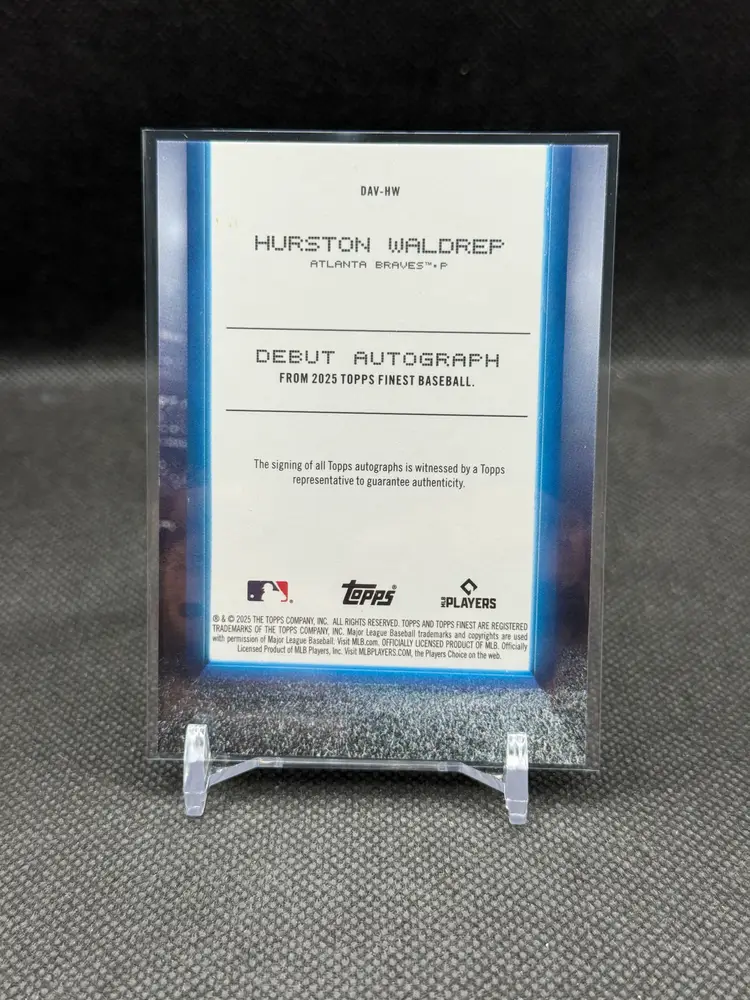 DAV-HW
HURSTON WALDREP
ATLANTA BRAVES™•P
DEBUT AUTOGRAPH
FROM 2025 TOPPS FINEST BASEBALL.
The signing of all Topps autographs is witnessed by a Topps
representative to guarantee authenticity.
topps®
MLB PLAYERS
® & © 2025 THE TOPPS COMPANY, INC. ALL RIGHTS RESERVED. TOPPS AND TOPPS FINEST ARE REGISTERED
TRADEMARKS OF THE TOPPS COMPANY, INC. Major League Baseball trademarks and copyrights are used
with permission of Major League Baseball. Visit MLB.com. OFFICIALLY LICENSED PRODUCT OF MLB. Officially
Licensed Product of MLB Players, Inc. Visit MLBPLAYERS.COM, the Players Choice on the web.